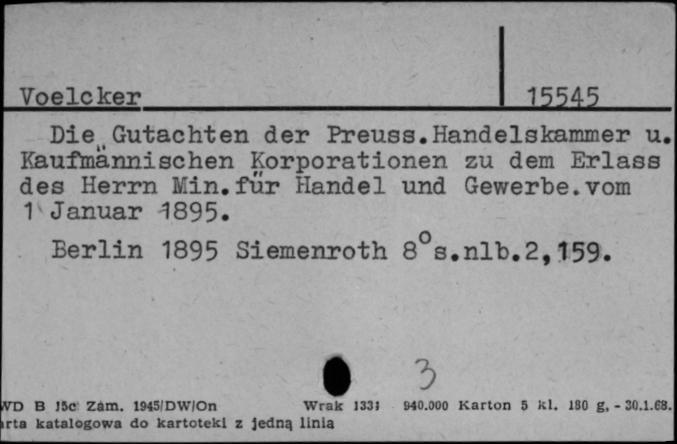 Voelcker 15545
Die Gutachten der Preuss.Handelskammer u.
Kaufmännischen Korporationen zu dem Erlass
des Herrn Min.für Handel und Gewerbe.vom
1 Januar 1895.
Berlin 1895 Siemenroth 8°s.nlb.2,159.
3
WD B 15c Zam. 1945/DW/On Wrak 1331 940.000 Karton 5 kl. 180 g, - 30.1.68.
arta katalogowa do kartoteki z jedną linią